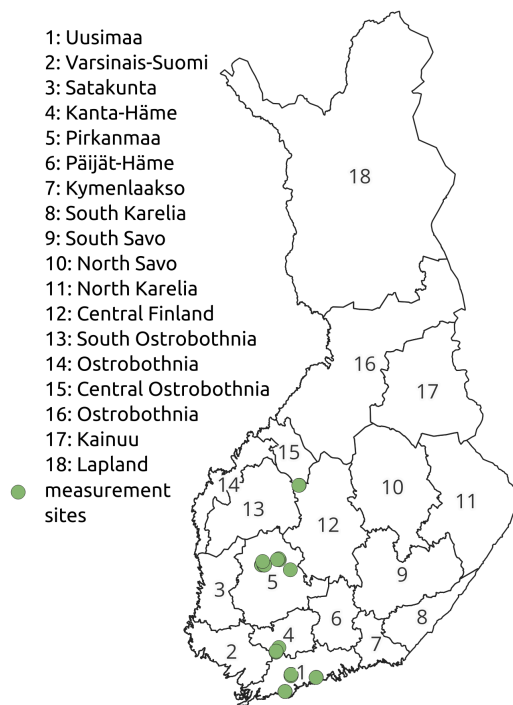 1: Uusimaa
2: Varsinais-Suomi
3: Satakunta
4: Kanta-Häme
5: Pirkanmaa
6: Päijät-Häme
7: Kymenlaakso
8: South Karelia
9: South Savo
10: North Savo
11: North Karelia
12: Central Finland
13: South Ostrobothnia
14: Ostrobothnia
15: Central Ostrobothnia
16: Ostrobothnia
17: Kainuu
18: Lapland
measurement
sites
18
16
17
15
14
13
10
11
12
9
5
3
6
8
4
2
7
1